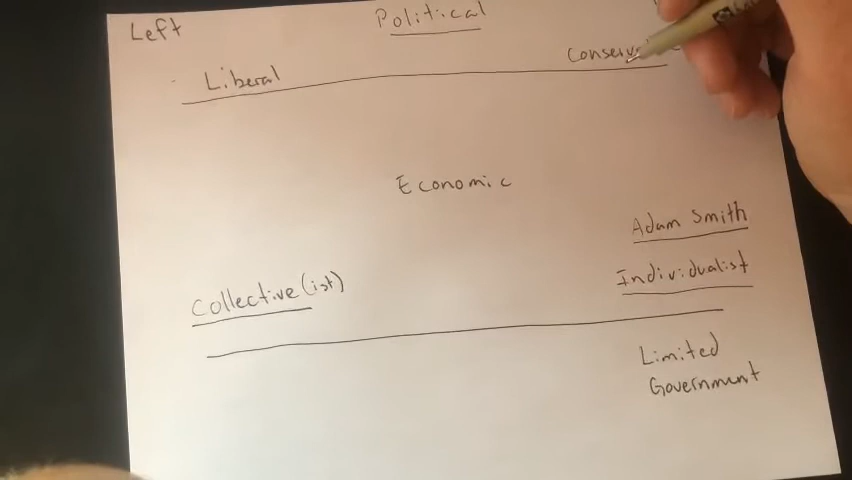 Left
Political
Liberal
Economic
Adam Smith
Individualist
Collective(ist)
Limited
Government